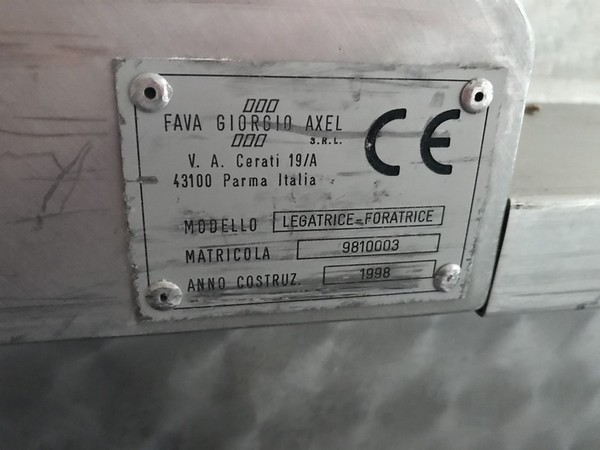 FAVA GIORGIO AXEL
S.R.L.
V. A. Cerati 19/A
43100 Parma Italia
CE
MODELLO LEGATRICE-FORATRICE
MATRICOLA 9810003
ANNO COSTRUZ. 1998